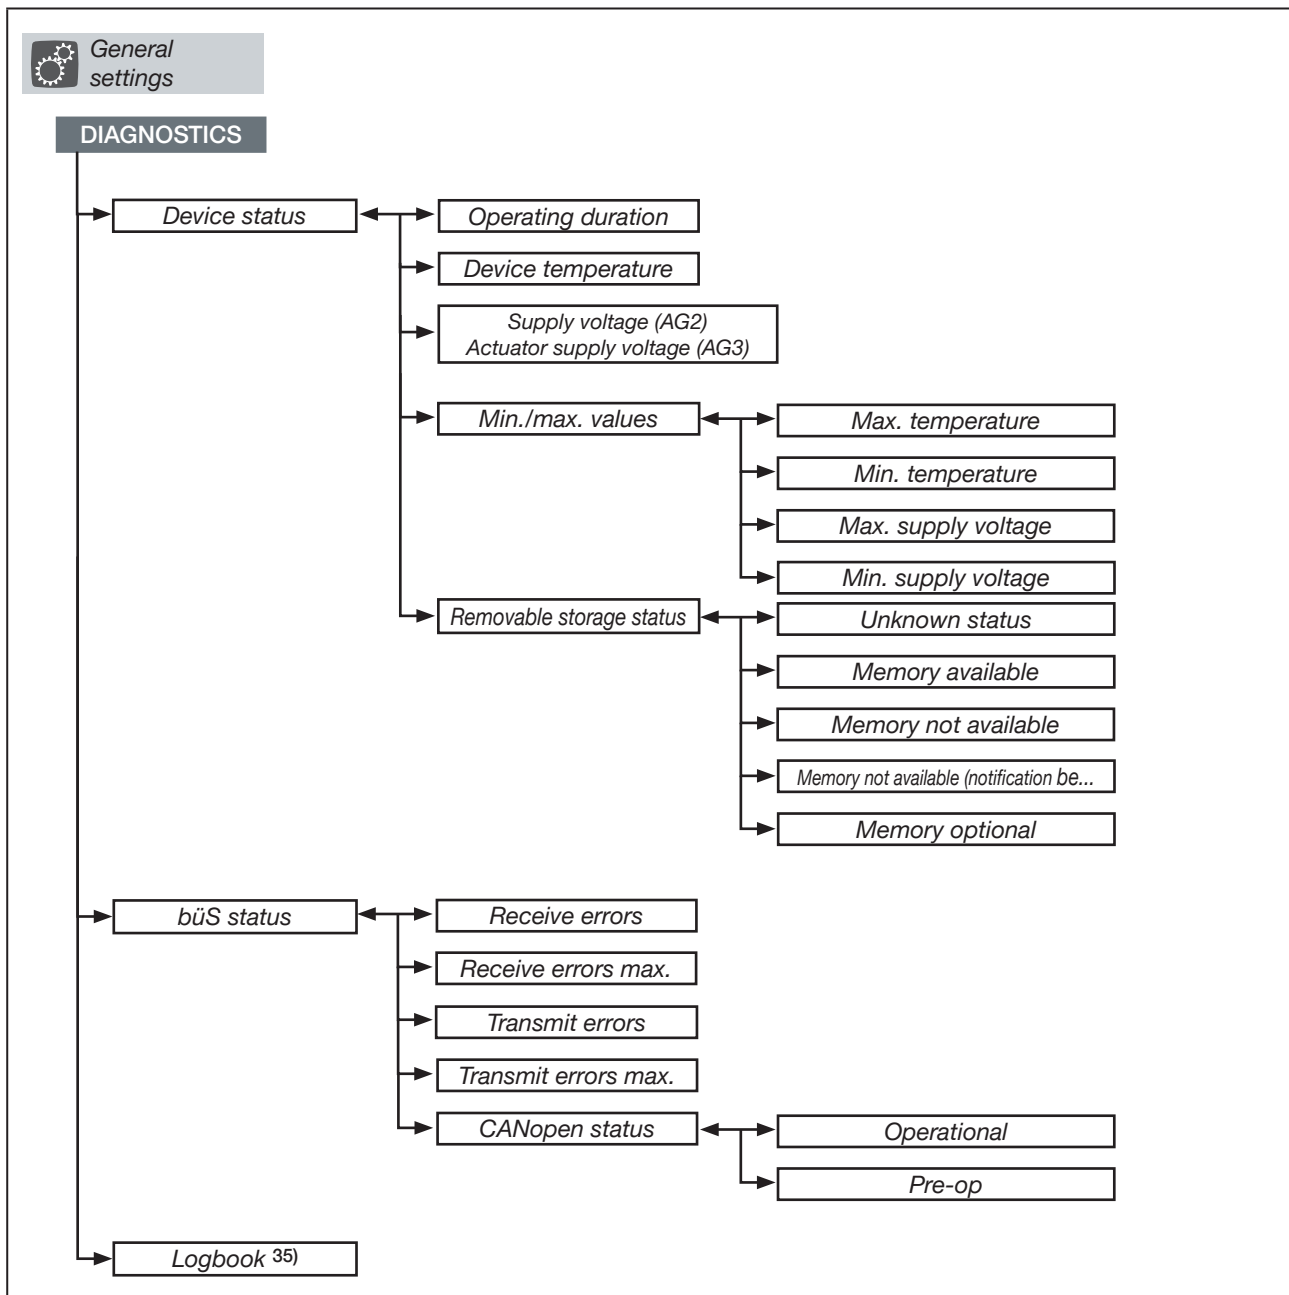 General
settings
DIAGNOSTICS
Device status
Operating duration
Device temperature
Supply voltage (AG2)
Actuator supply voltage (AG3)
Min./max. values
Max. temperature
Min. temperature
Max. supply voltage
Min. supply voltage
Removable storage status
Unknown status
Memory available
Memory not available
Memory not available (notification be...
Memory optional
büS status
Receive errors
Receive errors max.
Transmit errors
Transmit errors max.
CANopen status
Operational
Pre-op
Logbook 35)